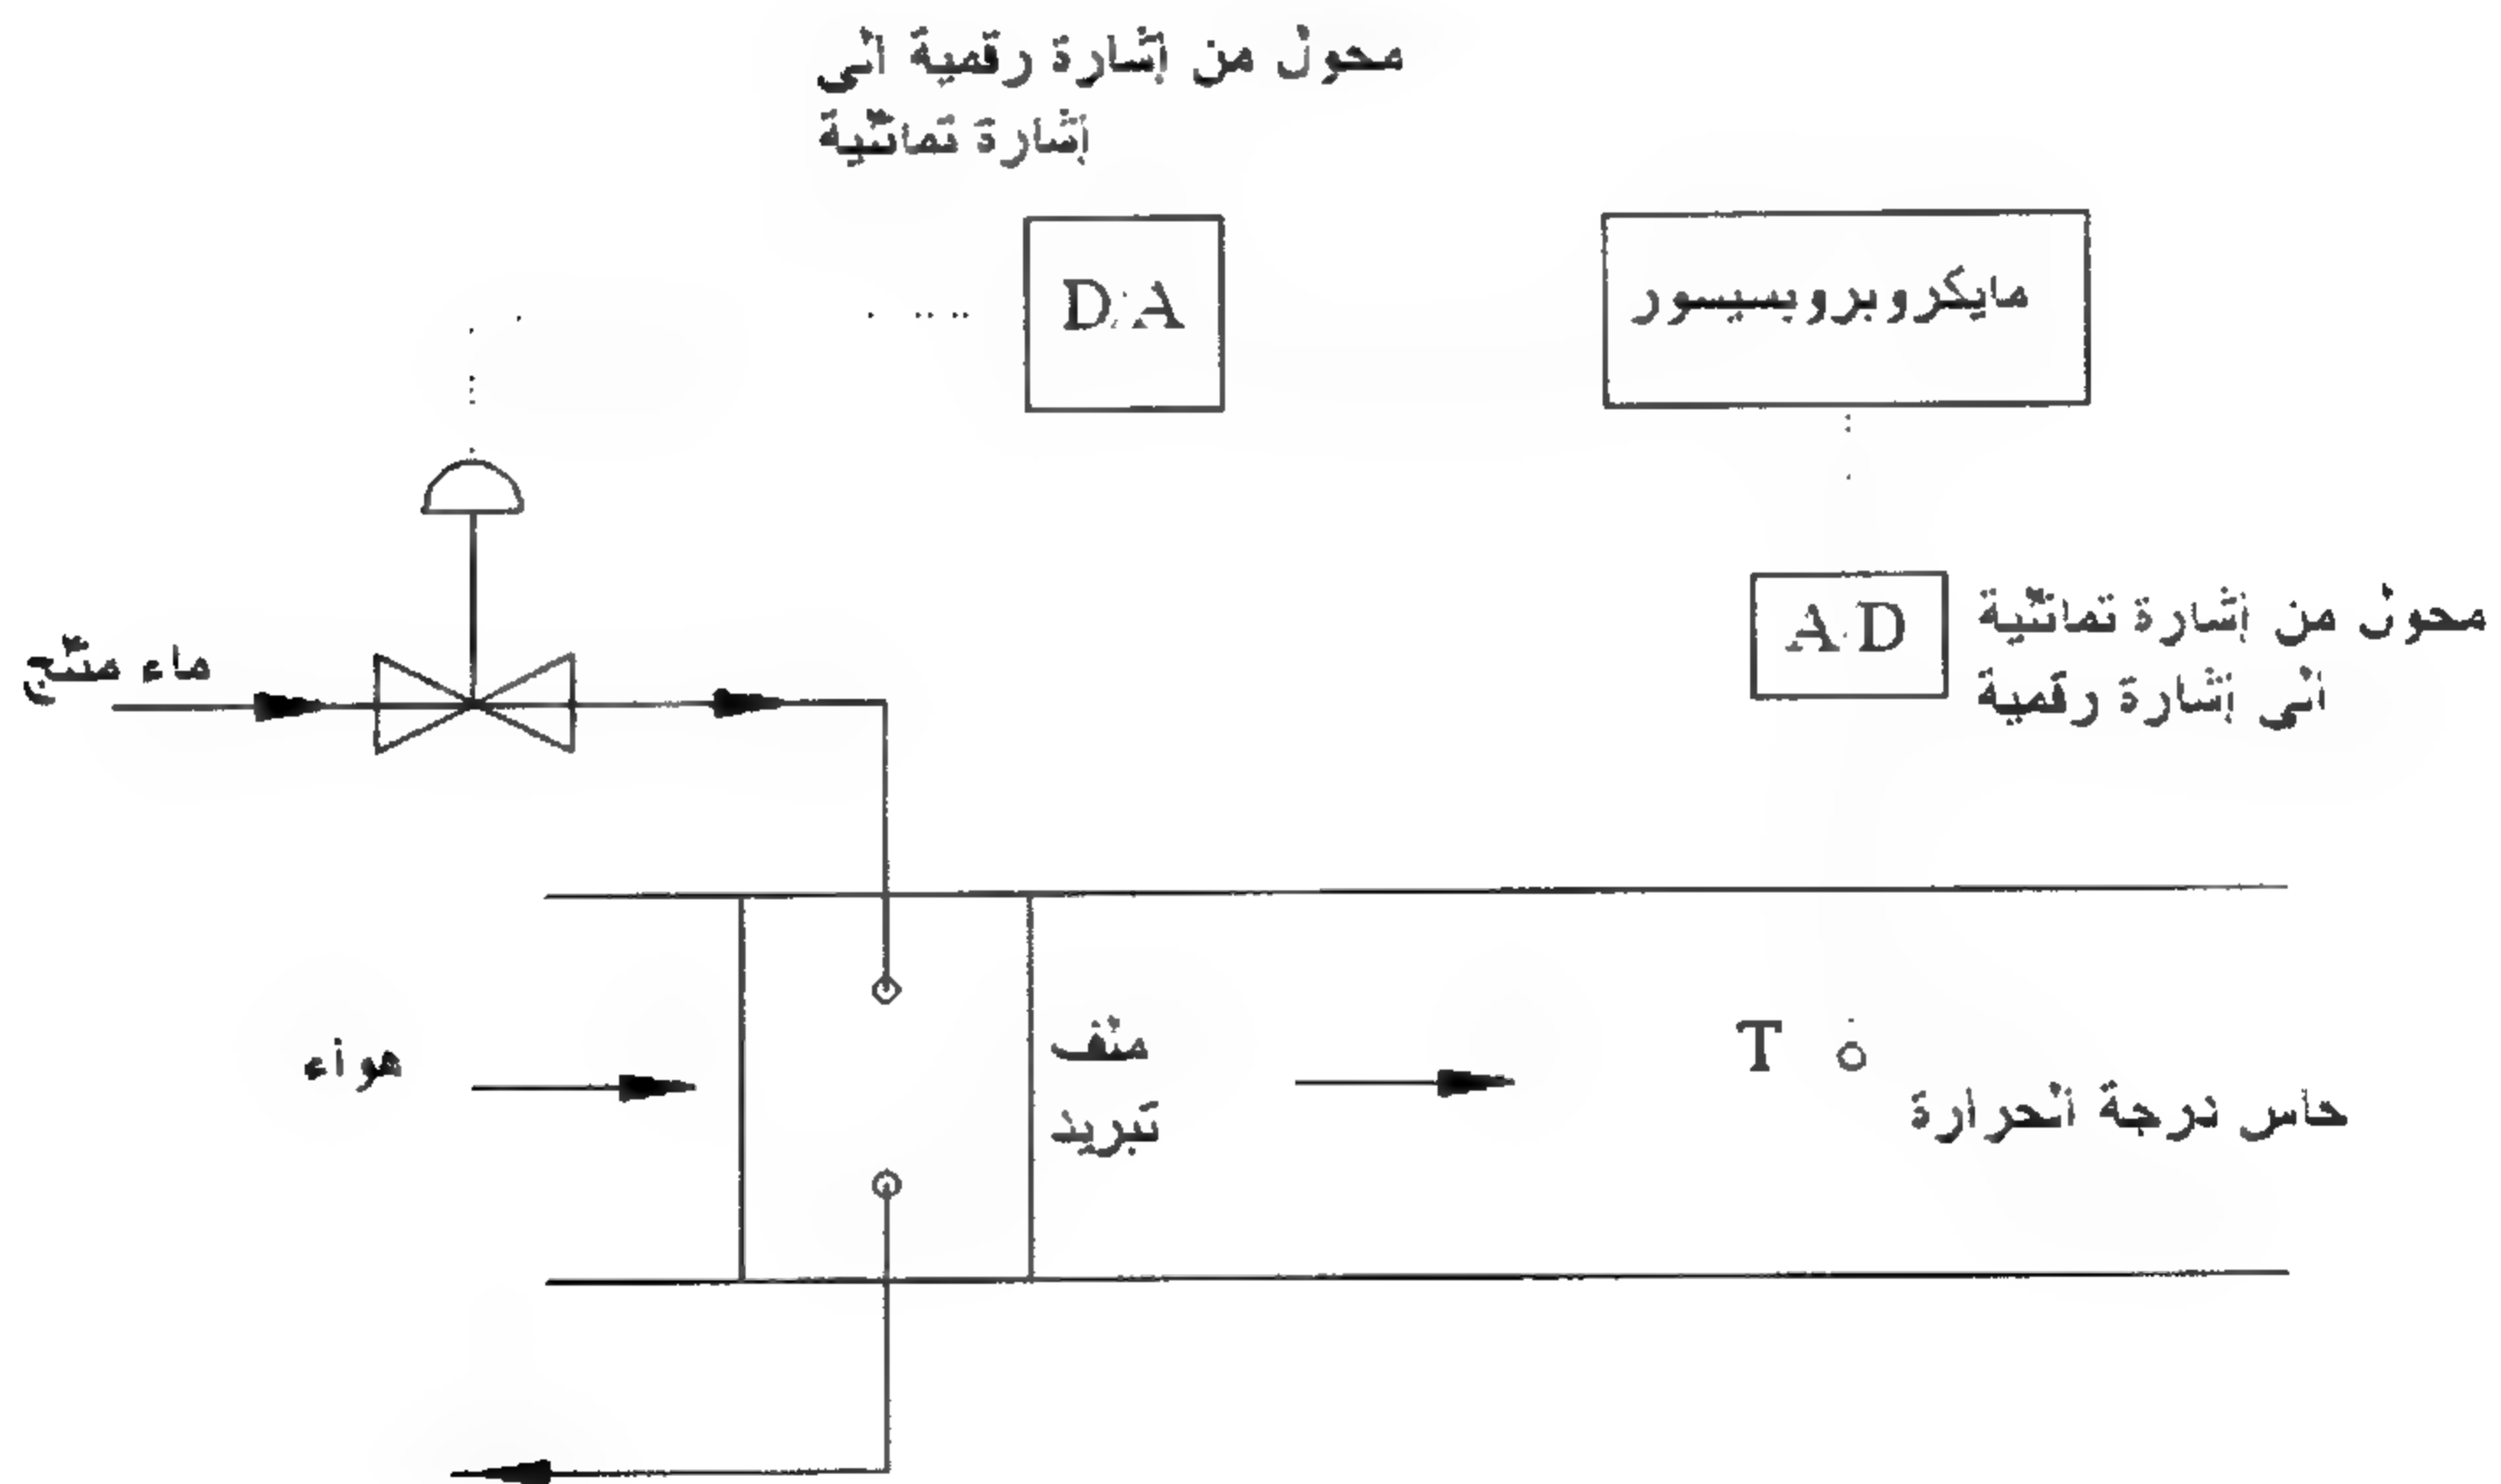 محول من إشارة رقمية الى
إشارة تماثلية
D/A
مايكروبروسيسور
A/D
محول من إشارة تماثلية
الى إشارة رقمية
ماء مثلج
هواء
ملف
تبريد
T
حاس درجة الحرارة